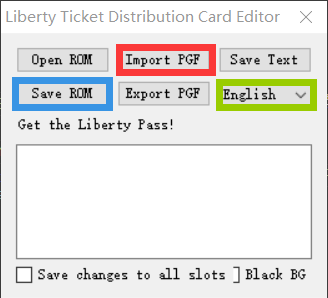 Liberty Ticket Distribution Card Editor
Open ROM Import PGF Save Text
Save ROM Export PGF English
Get the Liberty Pass!
Save changes to all slots Black BG